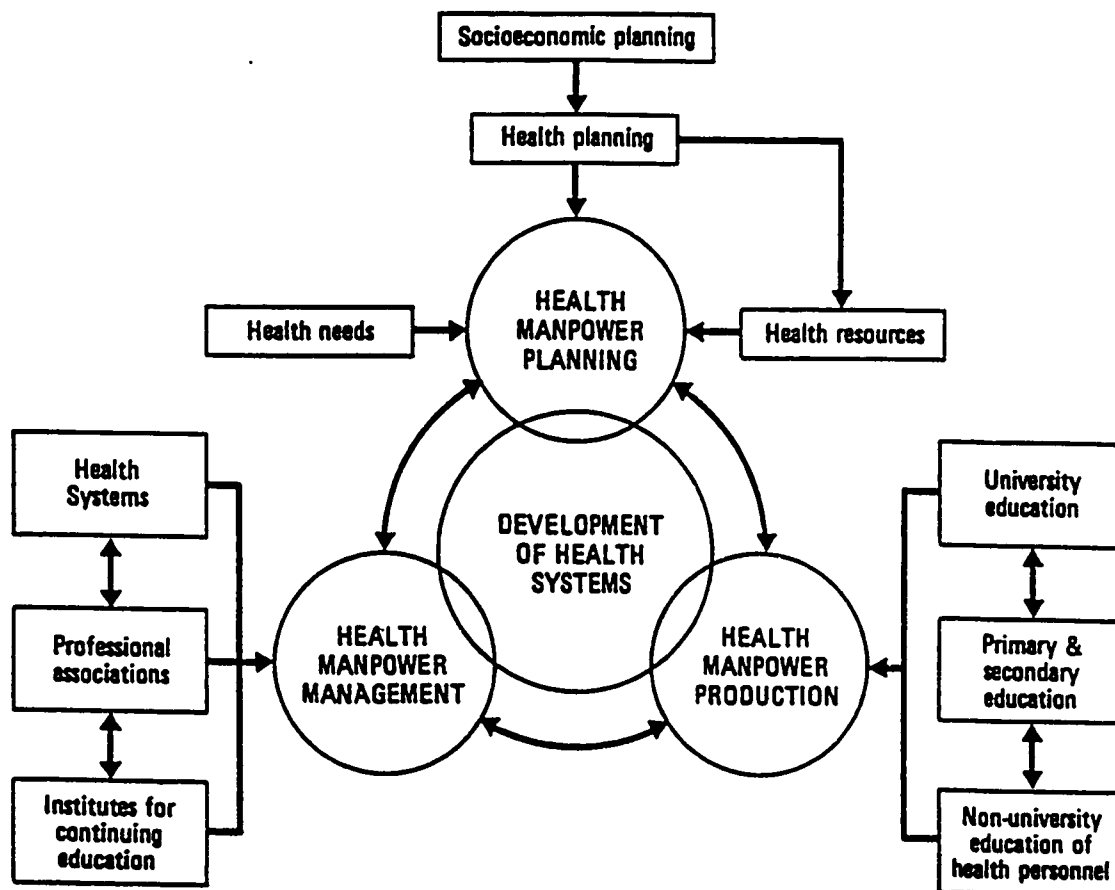 Socioeconomic planning
Health planning
HEALTH
MANPOWER
PLANNING
Health needs
Health resources
Health
Systems
Professional
associations
Institutes for
continuing
education
DEVELOPMENT
OF HEALTH
SYSTEMS
HEALTH
MANPOWER
MANAGEMENT
HEALTH
MANPOWER
PRODUCTION
University
education
Primary &
secondary
education
Non-university
education of
health personnel